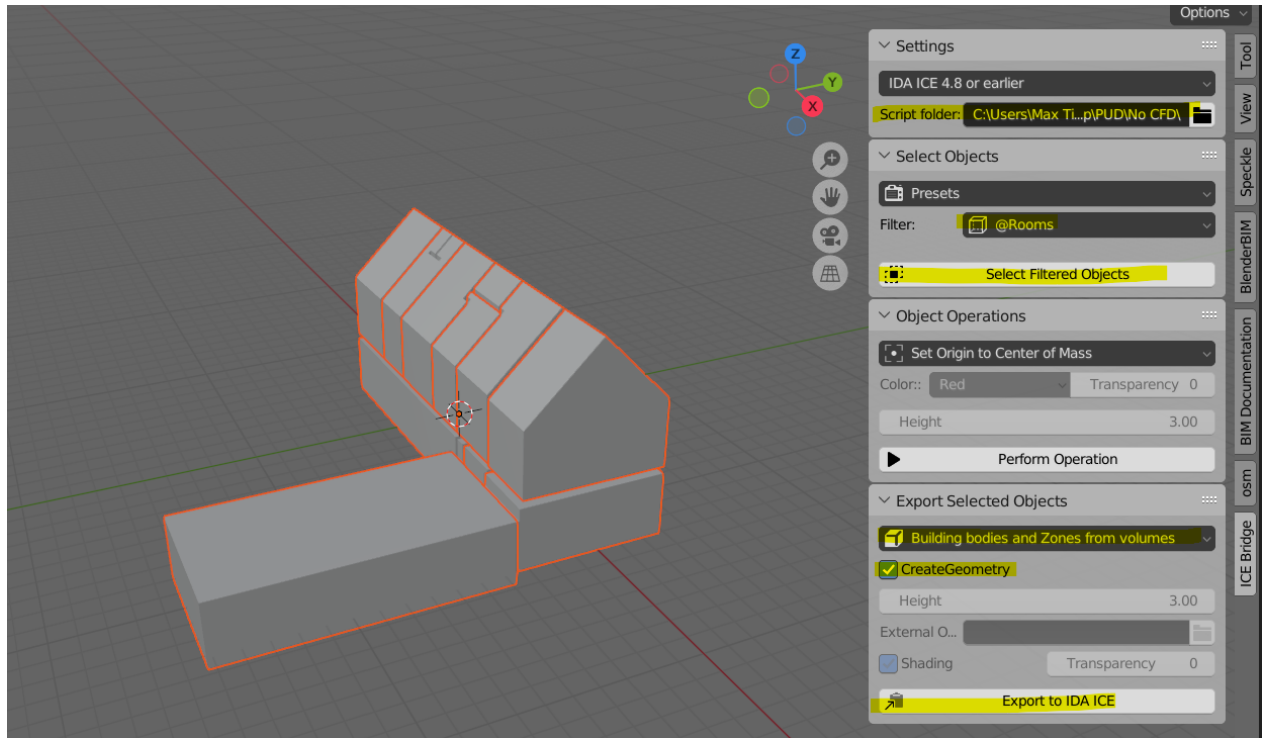 Options
Z
Y
X
Settings
IDA ICE 4.8 or earlier
Script folder: C:\Users\Max Ti...p\PUD\No CFD\
Select Objects
Presets
Filter: @Rooms
Select Filtered Objects
Object Operations
Set Origin to Center of Mass
Color:: Red Transparency 0
Height 3.00
Perform Operation
Export Selected Objects
Building bodies and Zones from volumes
CreateGeometry
Height 3.00
External O...
Shading Transparency 0
Export to IDA ICE
Tool
View
Speckle
BlenderBIM
BIM Documentation
osm
ICE Bridge